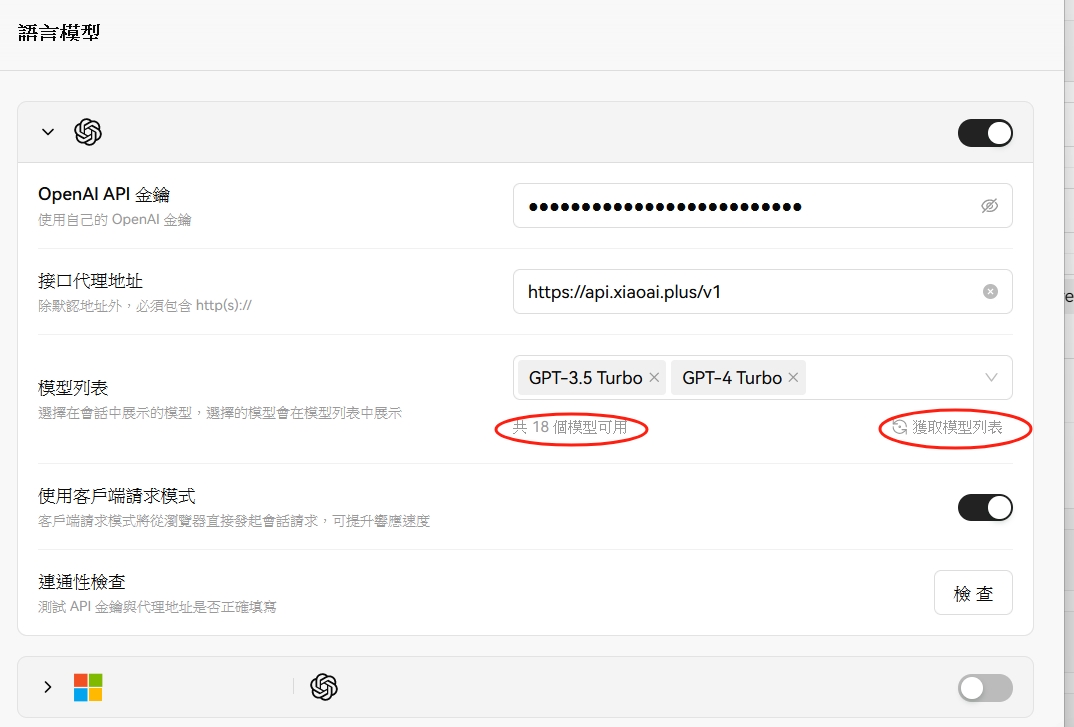 語言模型
OpenAI API 金鑰
使用自己的 OpenAI 金鑰
●●●●●●●●●●●●●●●●●●●●●●●●●●
接口代理地址
除默認地址外，必須包含 http(s)://
https://api.xiaoai.plus/v1
模型列表
選擇在會話中展示的模型，選擇的模型會在模型列表中展示
GPT-3.5 Turbo × GPT-4 Turbo ×
共 18 個模型可用
獲取模型列表
使用客戶端請求模式
客戶端請求模式將從瀏覽器直接發起會話請求，可提升響應速度
連通性檢查
測試 API 金鑰與代理地址是否正確填寫
檢 查